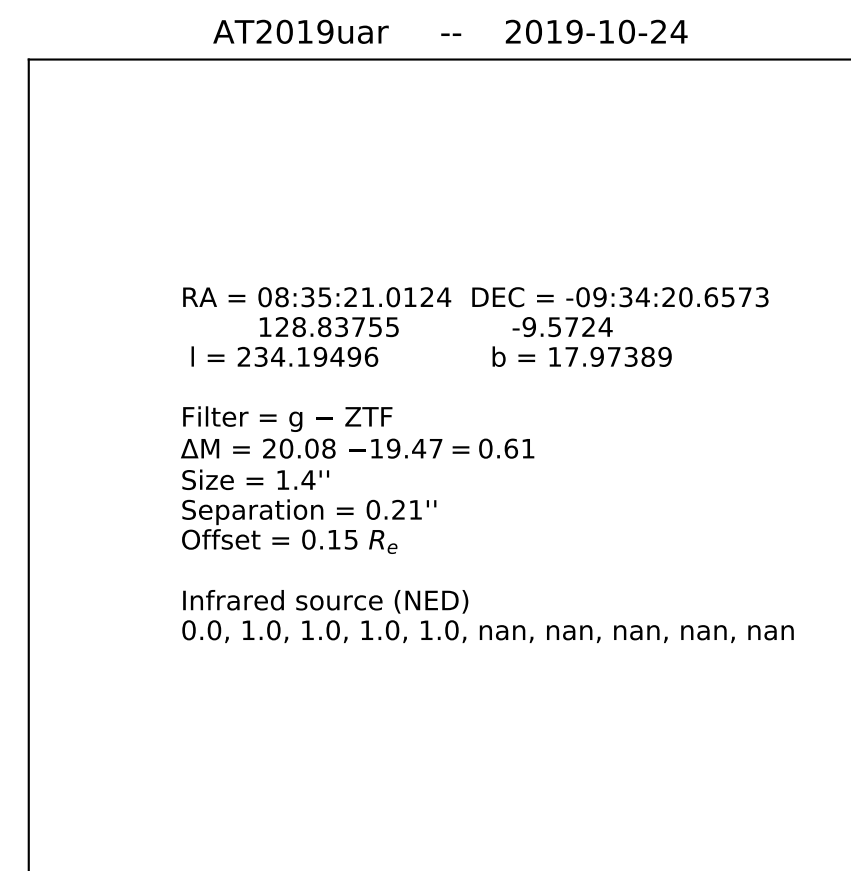 AT2019uar -- 2019-10-24
RA = 08:35:21.0124 DEC = -09:34:20.6573
128.83755 -9.5724
l = 234.19496 b = 17.97389
Filter = g − ZTF
ΔM = 20.08 −19.47 = 0.61
Size = 1.4''
Separation = 0.21''
Offset = 0.15 Rₑ
Infrared source (NED)
0.0, 1.0, 1.0, 1.0, 1.0, nan, nan, nan, nan, nan